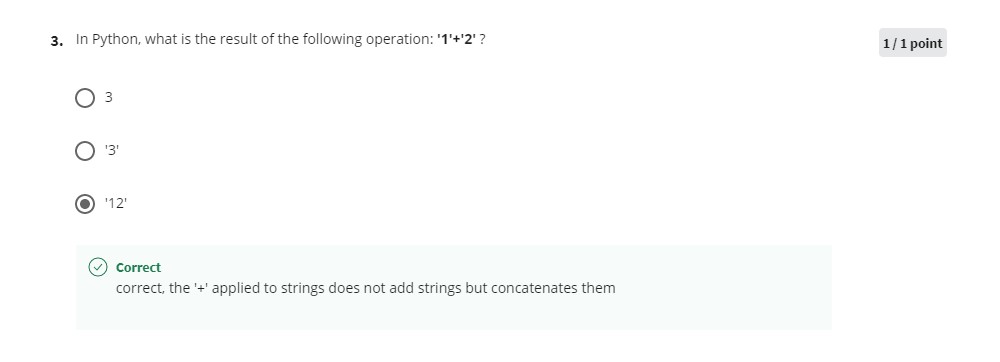 3. In Python, what is the result of the following operation: '1'+'2' ?
1 / 1 point
3
'3'
'12'
Correct
correct, the '+' applied to strings does not add strings but concatenates them